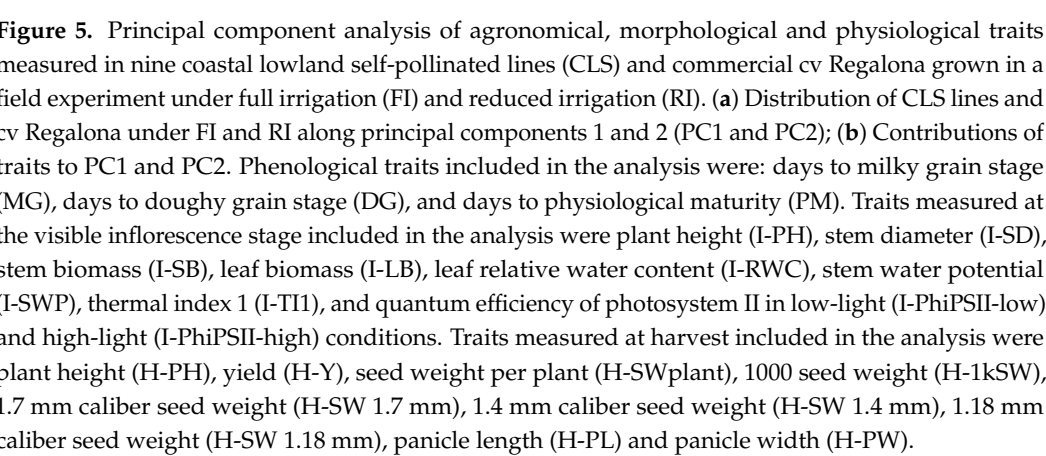 Figure 5. Principal component analysis of agronomical, morphological and physiological traits
measured in nine coastal lowland self-pollinated lines (CLS) and commercial cv Regalona grown in a
field experiment under full irrigation (FI) and reduced irrigation (RI). (a) Distribution of CLS lines and
cv Regalona under FI and RI along principal components 1 and 2 (PC1 and PC2); (b) Contributions of
traits to PC1 and PC2. Phenological traits included in the analysis were: days to milky grain stage
(MG), days to doughy grain stage (DG), and days to physiological maturity (PM). Traits measured at
the visible inflorescence stage included in the analysis were plant height (I-PH), stem diameter (I-SD),
stem biomass (I-SB), leaf biomass (I-LB), leaf relative water content (I-RWC), stem water potential
(I-SWP), thermal index 1 (I-TI1), and quantum efficiency of photosystem II in low-light (I-PhiPSII-low)
and high-light (I-PhiPSII-high) conditions. Traits measured at harvest included in the analysis were
plant height (H-PH), yield (H-Y), seed weight per plant (H-SWplant), 1000 seed weight (H-1kSW),
1.7 mm caliber seed weight (H-SW 1.7 mm), 1.4 mm caliber seed weight (H-SW 1.4 mm), 1.18 mm
caliber seed weight (H-SW 1.18 mm), panicle length (H-PL) and panicle width (H-PW).